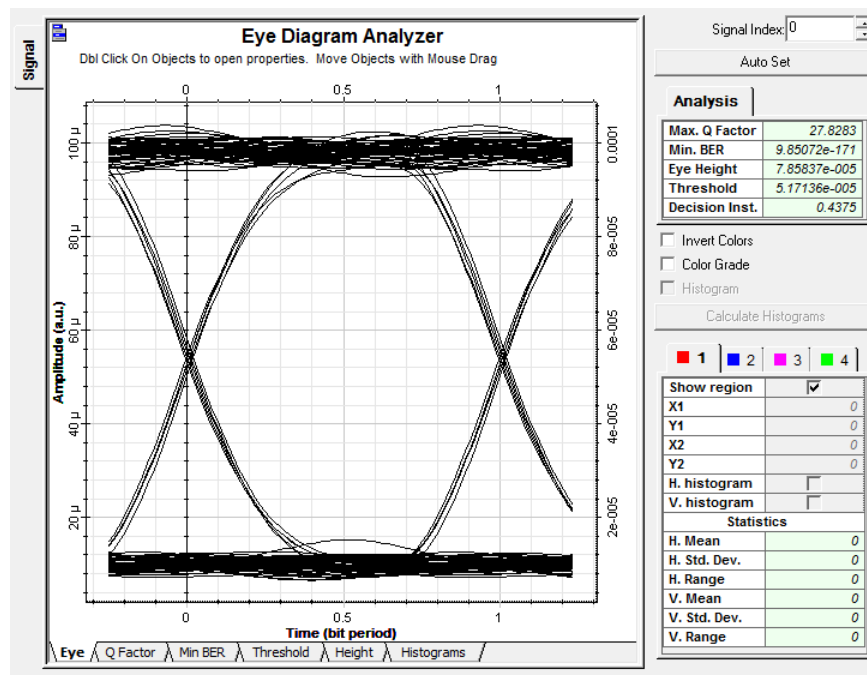 Signal
Eye Diagram Analyzer
Dbl Click On Objects to open properties. Move Objects with Mouse Drag
0 0.5 1
100 µ
80 µ
60 µ
40 µ
20 µ
Amplitude (a.u.)
0.0001
8e-005
6e-005
4e-005
2e-005
0 0.5 1
Time (bit period)
Eye Q Factor Min BER Threshold Height Histograms
Signal Index: 0
Auto Set
Analysis
Max. Q Factor 27.8283
Min. BER 9.85072e-171
Eye Height 7.85837e-005
Threshold 5.17136e-005
Decision Inst. 0.4375
Invert Colors
Color Grade
Histogram
Calculate Histograms
1 2 3 4
Show region
X1 0
Y1 0
X2 0
Y2 0
H. histogram
V. histogram
Statistics
H. Mean 0
H. Std. Dev. 0
H. Range 0
V. Mean 0
V. Std. Dev. 0
V. Range 0